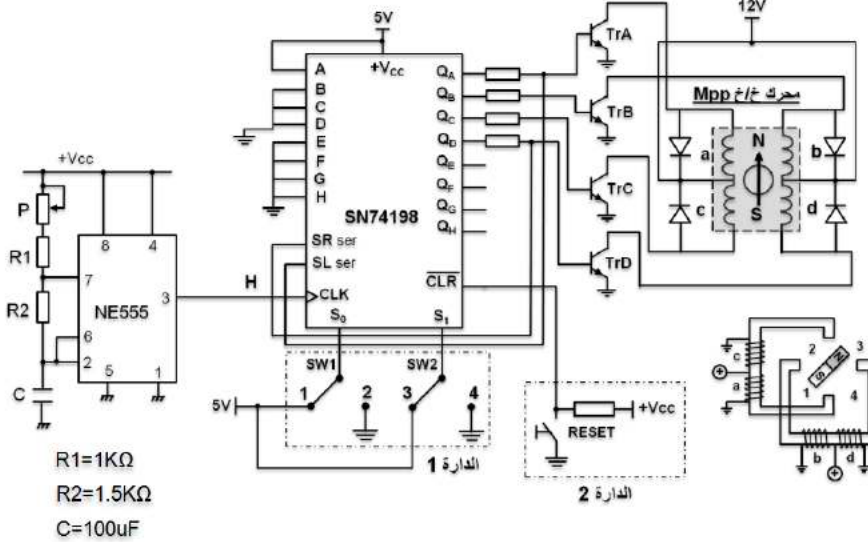 5V
12V
A
B
C
D
E
F
G
H
+VCC
QA
QB
QC
QD
QE
QF
QG
QH
SN74198
SR ser
SL ser
CLR
CLK
S0
S1
TrA
TrB
TrC
TrD
محرك خ/خ Mpp
a
b
c
d
N
S
+Vcc
P
R1
R2
C
8
4
7
3
6
2
5
1
NE555
H
SW1
SW2
5V
1
2
3
4
الدارة 1
RESET
+Vcc
الدارة 2
c
a
2
3
1
4
S
N
b
d
R1=1KΩ
R2=1.5KΩ
C=100uF